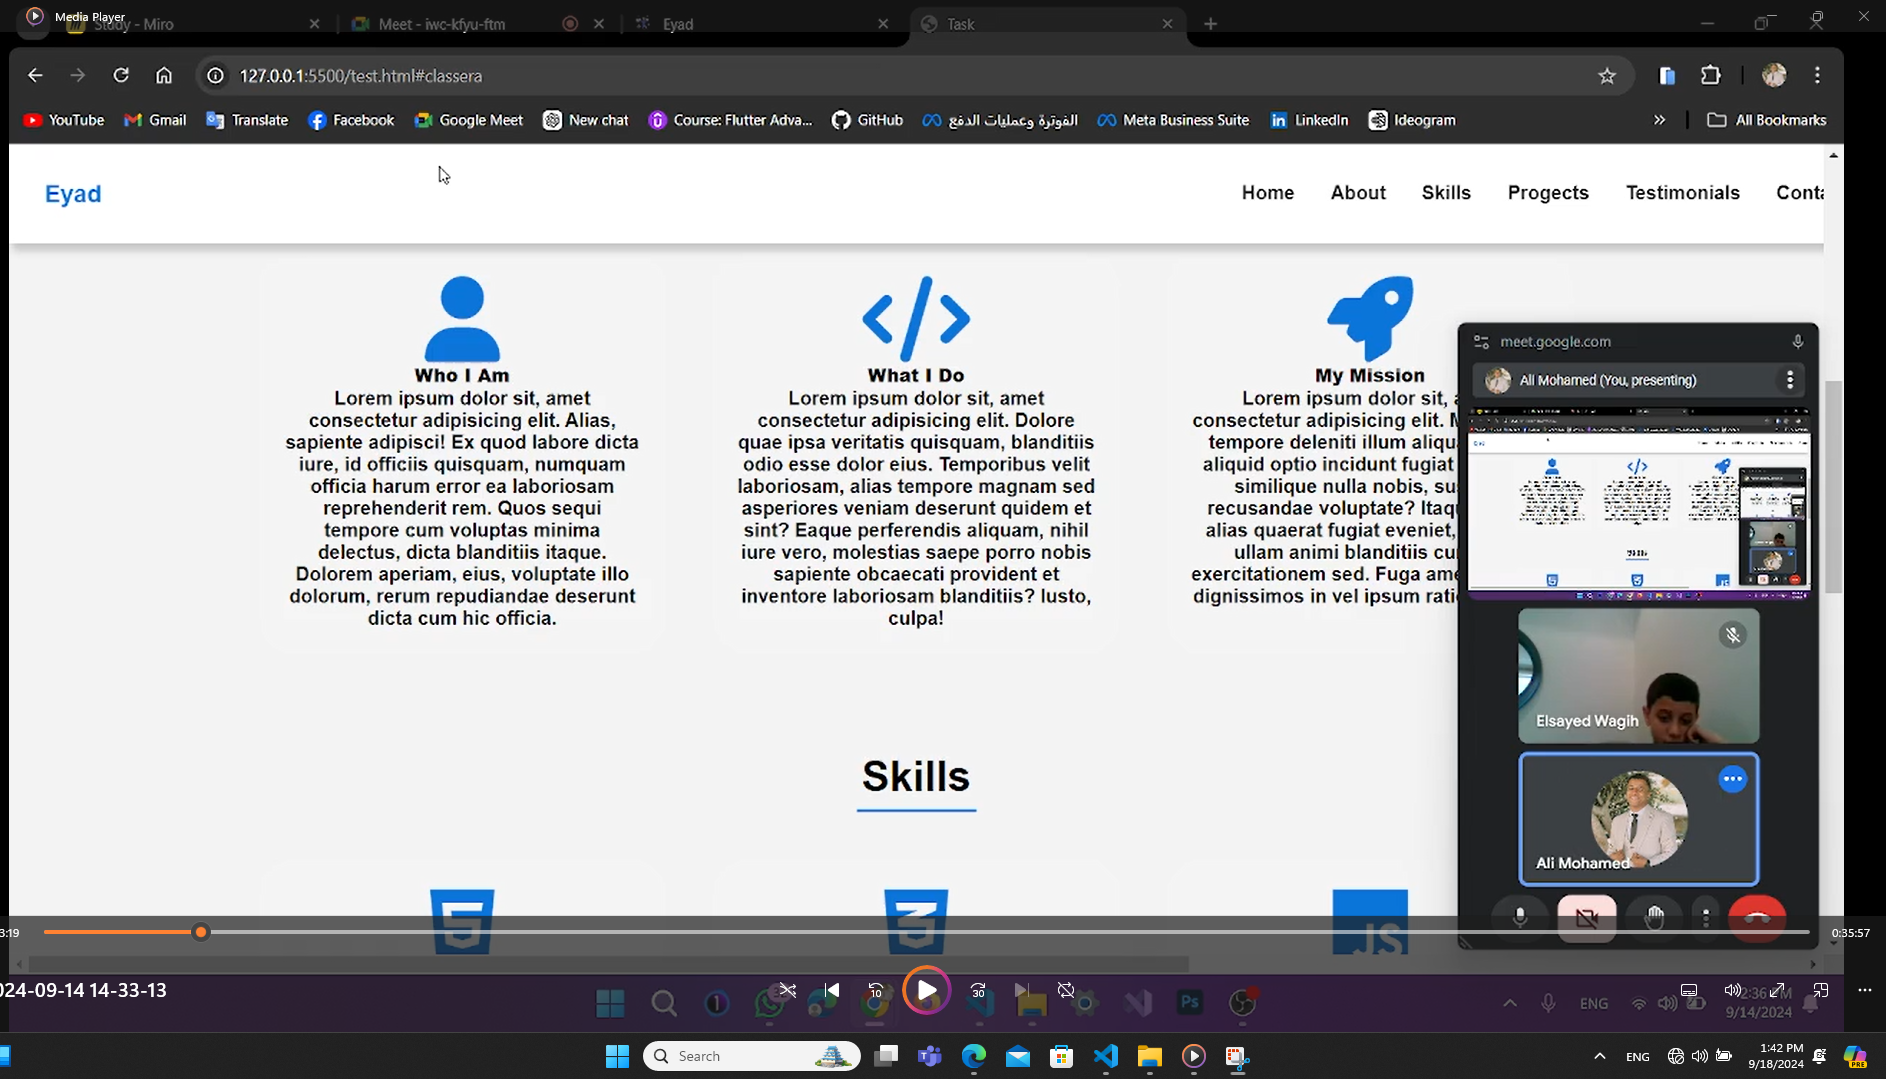 Media Player
Study - Miro
Meet - iwc-kfyu-ftm
Eyad
Task
127.0.0.1:5500/test.html#classera
YouTube
Gmail
Translate
Facebook
Google Meet
New chat
Course: Flutter Adva...
GitHub
الفوترة وعمليات الدفع
Meta Business Suite
LinkedIn
Ideogram
All Bookmarks
Eyad
Home
About
Skills
Progects
Testimonials
Conta
Who I Am
Lorem ipsum dolor sit, amet
consectetur adipisicing elit. Alias,
sapiente adipisci! Ex quod labore dicta
iure, id officiis quisquam, numquam
officia harum error ea laboriosam
reprehenderit rem. Quos sequi
tempore cum voluptas minima
delectus, dicta blanditiis itaque.
Dolorem aperiam, eius, voluptate illo
dolorum, rerum repudiandae deserunt
dicta cum hic officia.
What I Do
Lorem ipsum dolor sit, amet
consectetur adipisicing elit. Dolore
quae ipsa veritatis quisquam, blanditiis
odio esse dolor eius. Temporibus velit
laboriosam, alias tempore magnam sed
asperiores veniam deserunt quidem et
sint? Eaque perferendis aliquam, nihil
iure vero, molestias saepe porro nobis
sapiente obcaecati provident et
inventore laboriosam blanditiis? Iusto,
culpa!
My Mission
Lorem ipsum dolor sit, a
consectetur adipisicing elit. M
tempore deleniti illum aliqu
aliquid optio incidunt fugiat
similique nulla nobis, sus
recusandae voluptate? Itaq
alias quaerat fugiat eveniet,
ullam animi blanditiis cu
exercitationem sed. Fuga ame
dignissimos in vel ipsum rati
meet.google.com
Ali Mohamed (You, presenting)
Elsayed Wagih
Ali Mohamed
Skills
JS
3:19
0:35:57
024-09-14 14-33-13
10
30
Ps
ENG
2:36 PM
9/14/2024
Search
ENG
1:42 PM
9/18/2024
PRE